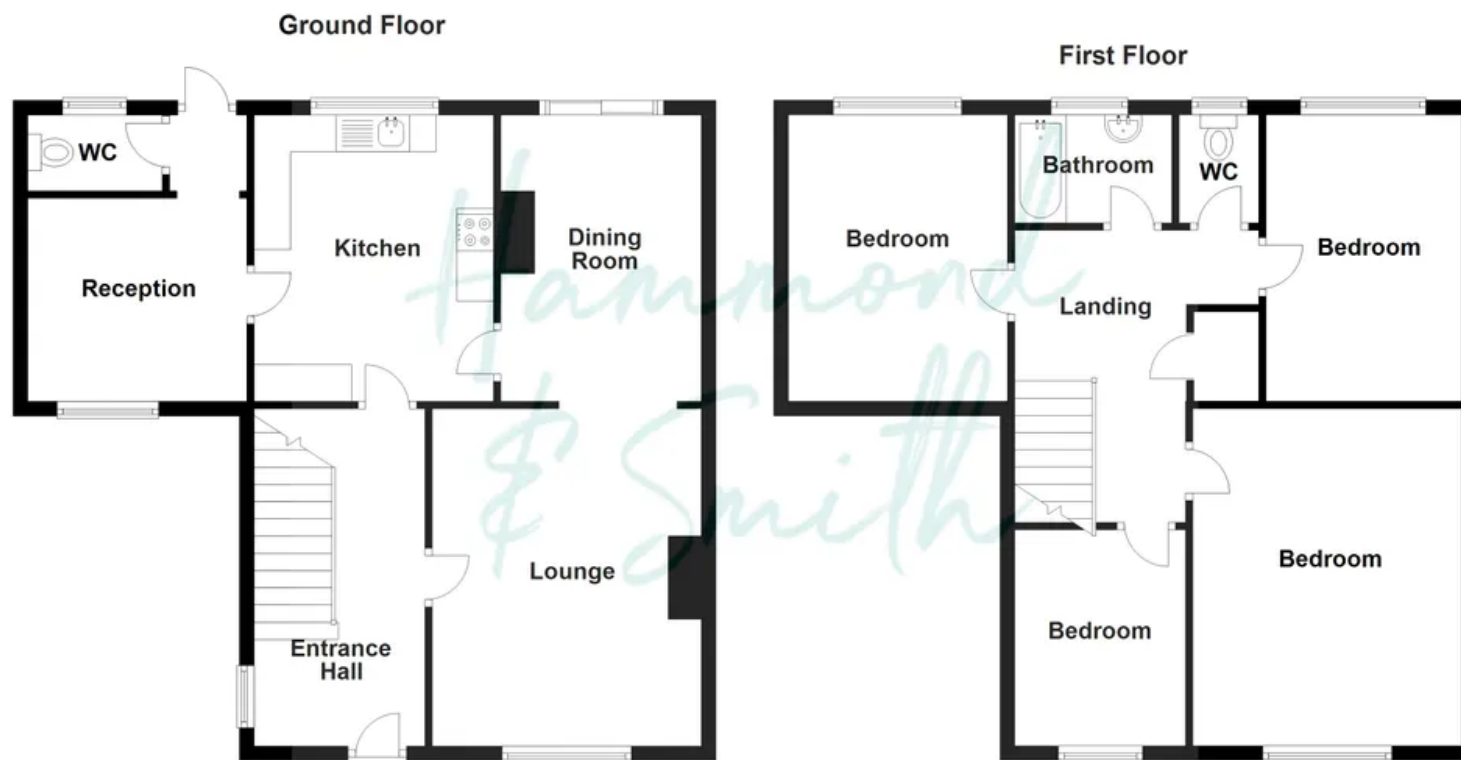 Ground Floor
WC
Reception
Kitchen
Dining
Room
Lounge
Entrance
Hall
First Floor
Bedroom
Bathroom
WC
Bedroom
Landing
Bedroom
Bedroom
Hammond
& Smith